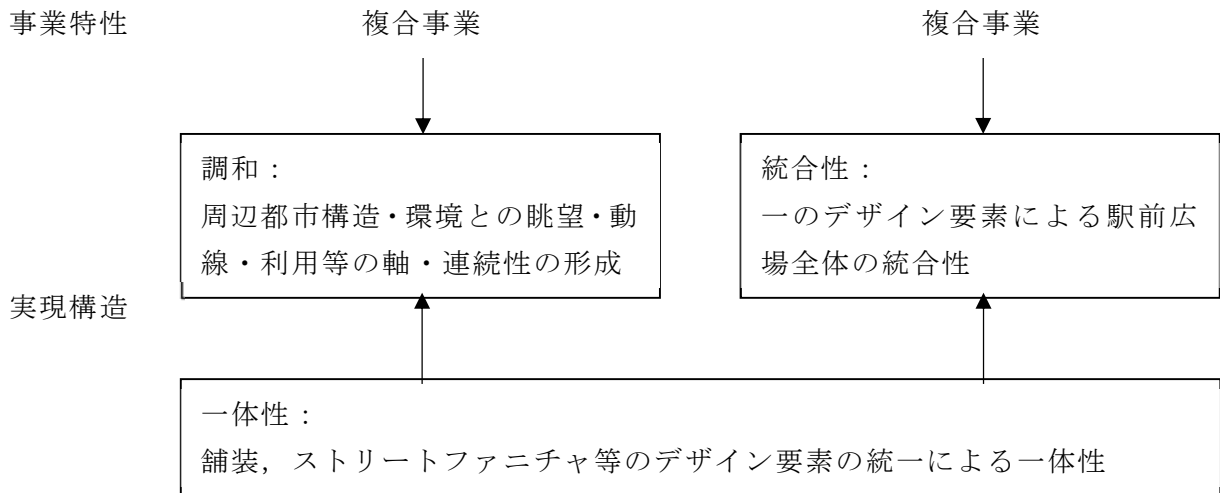 事業特性
複合事業
複合事業
調和：
周辺都市構造・環境との眺望・動
線・利用等の軸・連続性の形成
統合性：
一のデザイン要素による駅前広
場全体の統合性
実現構造
一体性：
舗装，ストリートファニチャ等のデザイン要素の統一による一体性